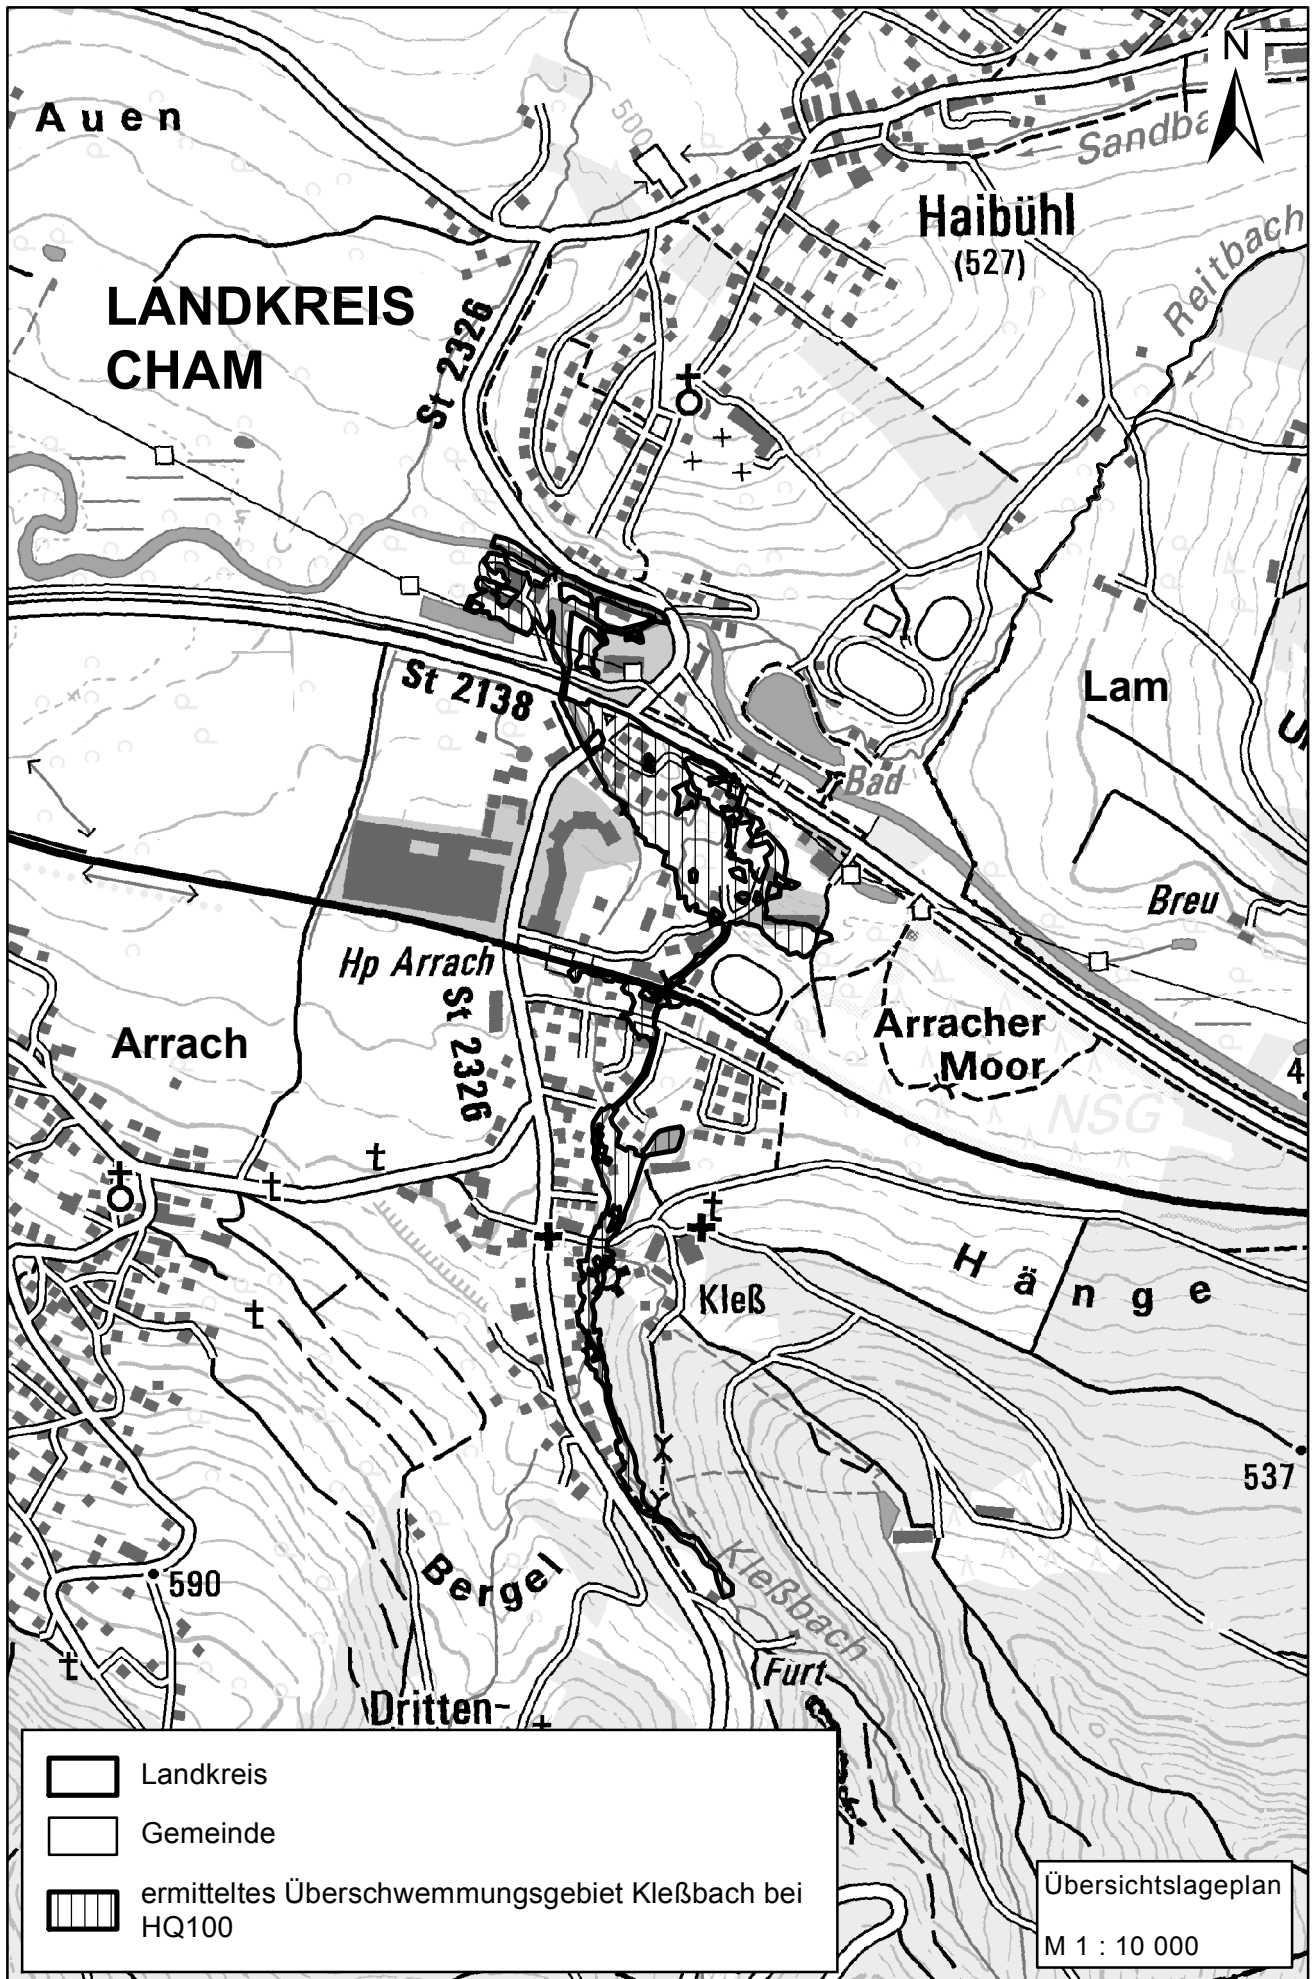 N
Auen
500
Sandba
Haibühl
(527)
Reitbach
LANDKREIS
CHAM
St 2326
St 2138
Lam
Bad
Breu
Hp Arrach
St 2326
Arrach
Arracher
Moor
NSG
4
Hänge
Kleß
537
590
Bergel
Kleßbach
Furt
Dritten-
Landkreis
Gemeinde
ermitteltes Überschwemmungsgebiet Kleßbach bei
HQ100
Übersichtslageplan
M 1 : 10 000